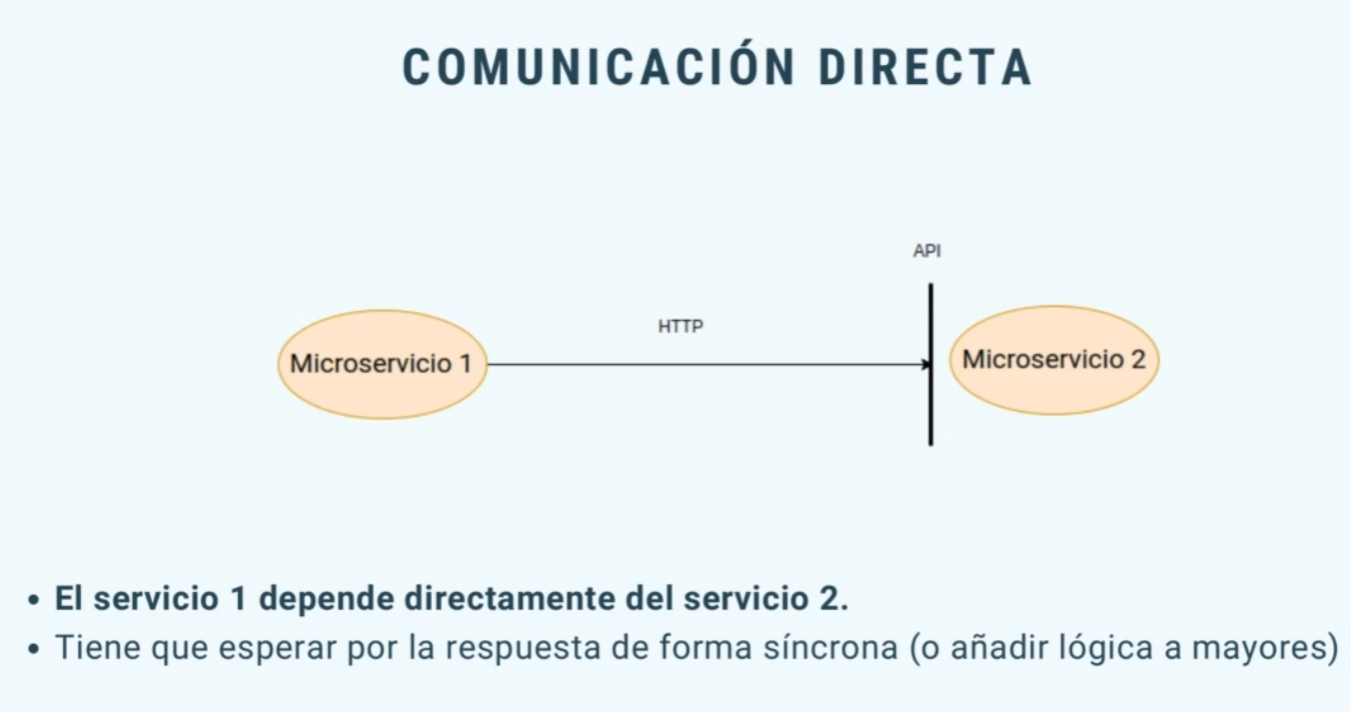 COMUNICACIÓN DIRECTA
API
HTTP
Microservicio 1
Microservicio 2
• El servicio 1 depende directamente del servicio 2.
• Tiene que esperar por la respuesta de forma síncrona (o añadir lógica a mayores)